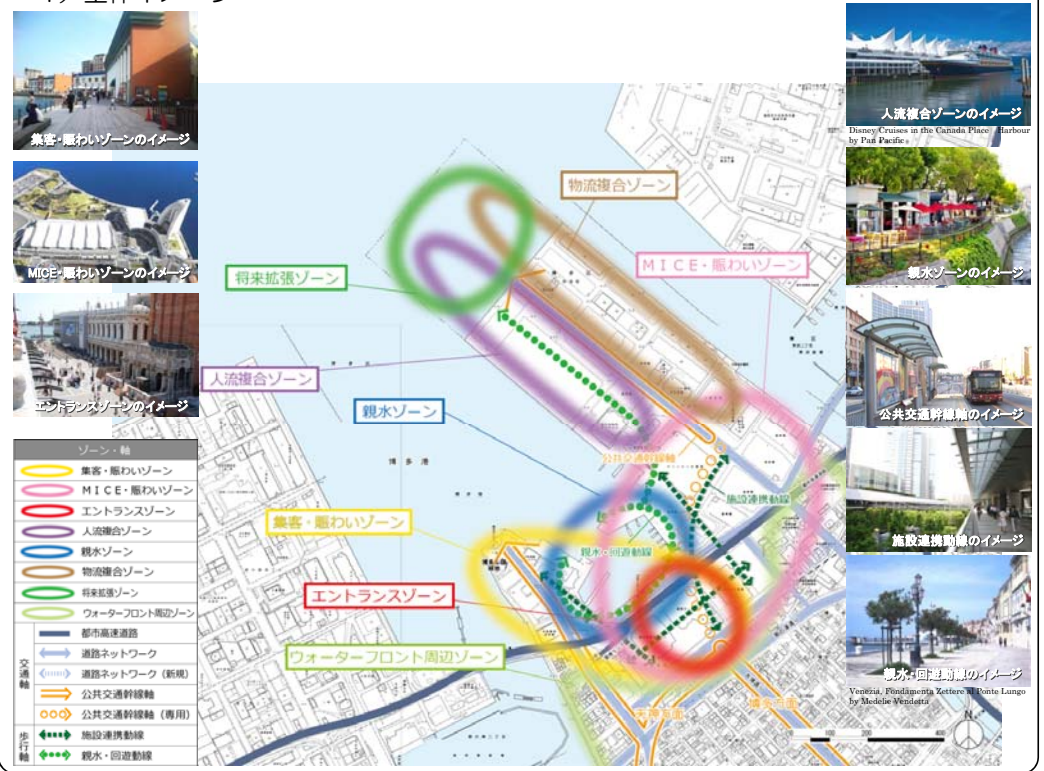 集客・賑わいゾーンのイメージ
MICE・賑わいゾーンのイメージ
エントランスゾーンのイメージ
人流複合ゾーンのイメージ
Disney Cruises in the Canada Place Harbour
by Pan Pacific
親水ゾーンのイメージ
公共交通幹線軸のイメージ
施設連携動線のイメージ
親水・回遊動線のイメージ
Venezia, Fondamenta Zettere al Ponte Lungo
by Medelie Vendetta
物流複合ゾーン
MICE・賑わいゾーン
将来拡張ゾーン
人流複合ゾーン
親水ゾーン
公共交通幹線軸
施設連携動線
集客・賑わいゾーン
親水・回遊動線
エントランスゾーン
ウォーターフロント周辺ゾーン
博多港
天神方面
博多方面
N
0 100 200 400
ゾーン・軸
集客・賑わいゾーン
MICE・賑わいゾーン
エントランスゾーン
人流複合ゾーン
親水ゾーン
物流複合ゾーン
将来拡張ゾーン
ウォーターフロント周辺ゾーン
交通軸
都市高速道路
道路ネットワーク
道路ネットワーク（新規）
公共交通幹線軸
公共交通幹線軸（専用）
歩行軸
施設連携動線
親水・回遊動線